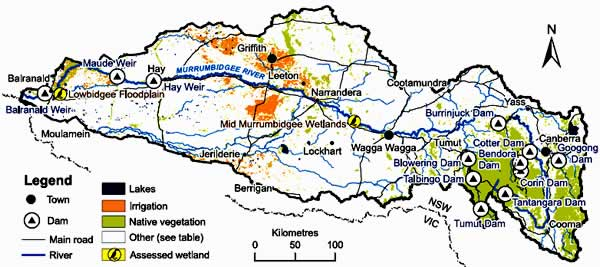 Griffith
Maude Weir
Hay
MURRUMBIDGEE RIVER
Leeton
Cootamundra
Balranald
Lowbidgee Floodplain
Hay Weir
Narrandera
Yass
Balranald Weir
Burrinjuck Dam
Mid Murrumbidgee Wetlands
Canberra
Moulamein
Wagga Wagga
Tumut
Cotter Dam
Googong
Dam
Bendora
Dam
Jerilderie
Lockhart
Blowering Dam
Corin Dam
Talbingo Dam
Berrigan
Tantangara Dam
NSW
VIC
Tumut Dam
Cooma
N
Legend
Town
Dam
Main road
River
Lakes
Irrigation
Native vegetation
Other (see table)
Assessed wetland
Kilometres
0 50 100